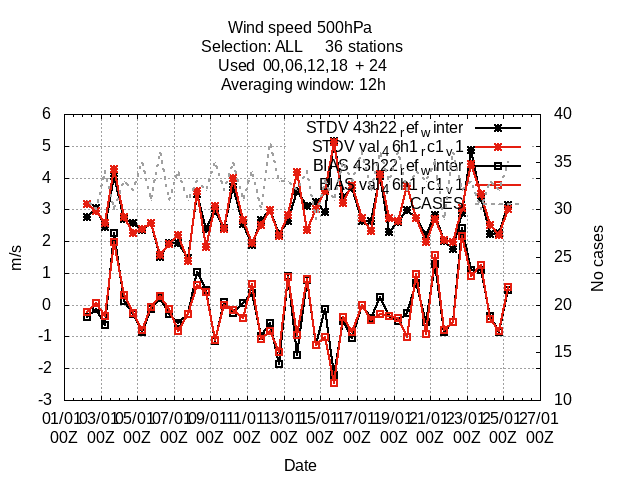 Wind speed 500hPa
Selection: ALL 36 stations
Used 00,06,12,18 + 24
Averaging window: 12h
6
5
4
3
2
1
0
-1
-2
-3
m/s
STDV 43h22_ref_winter
STDV val_46h1_rc1_v1
BIAS 43h22_ref_winter
BIAS val_46h1_rc1_v1
CASES
40
35
30
25
20
15
10
No cases
01/01 03/01 05/01 07/01 09/01 11/01 13/01 15/01 17/01 19/01 21/01 23/01 25/01 27/01
00Z 00Z 00Z 00Z 00Z 00Z 00Z 00Z 00Z 00Z 00Z 00Z 00Z 00Z
Date